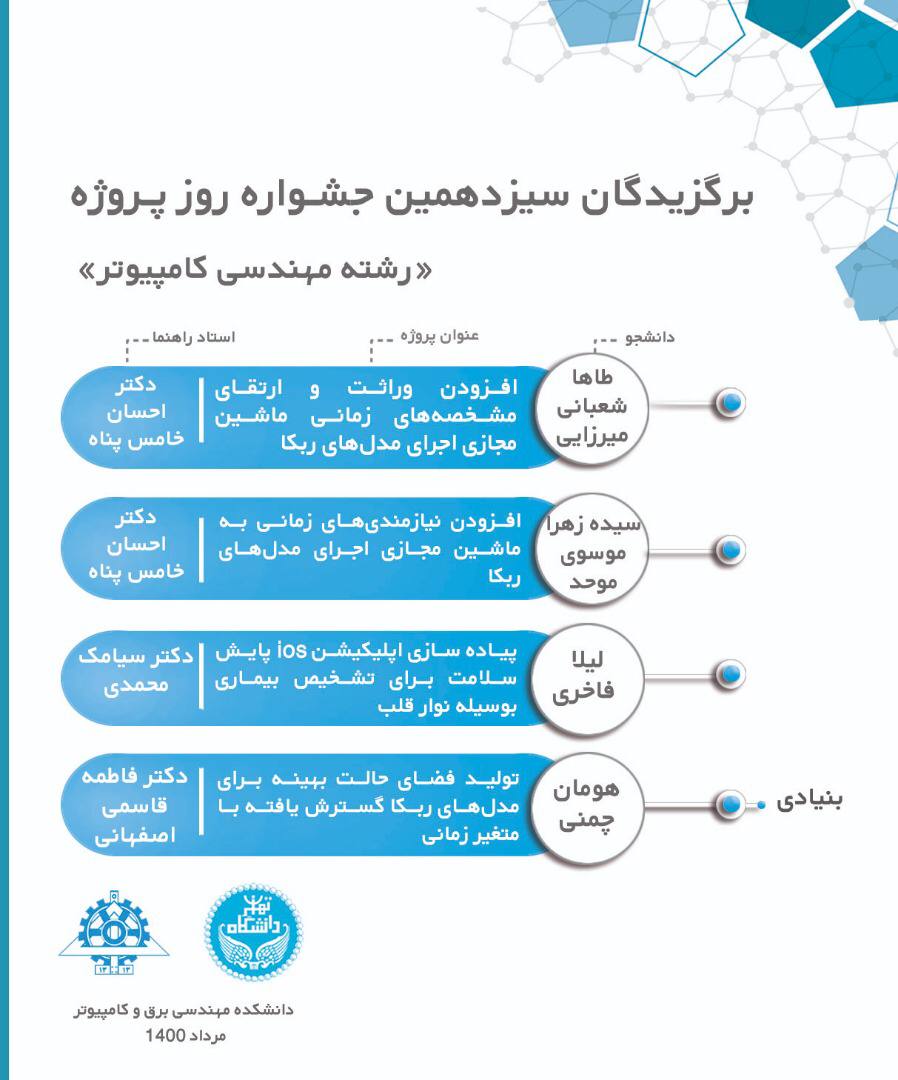 برگزیدگان سیزدهمین جشنواره روز پروژه
«رشته مهندسی کامپیوتر»
دانشجو
عنوان پروژه
استاد راهنما
طاها
شعبانی
میرزایی
افزودن وراثت و ارتقای
مشخصه‌های زمانی ماشین
مجازی اجرای مدل‌های ربکا
دکتر
احسان
خامس پناه
سیده زهرا
موسوی
موحد
افزودن نیازمندی‌های زمانی به
ماشین مجازی اجرای مدل‌های
ربکا
دکتر
احسان
خامس پناه
لیلا
فاخری
پیاده سازی اپلیکیشن ios پایش
سلامت برای تشخیص بیماری
بوسیله نوار قلب
دکتر سیامک
محمدی
بنیادی
هومان
چمنی
تولید فضای حالت بهینه برای
مدل‌های ربکا گسترش یافته با
متغیر زمانی
دکتر فاطمه
قاسمی
اصفهانی
دانشگاه
تهران
۱۳ ۱۳
دانشکده مهندسی برق و کامپیوتر
مرداد 1400